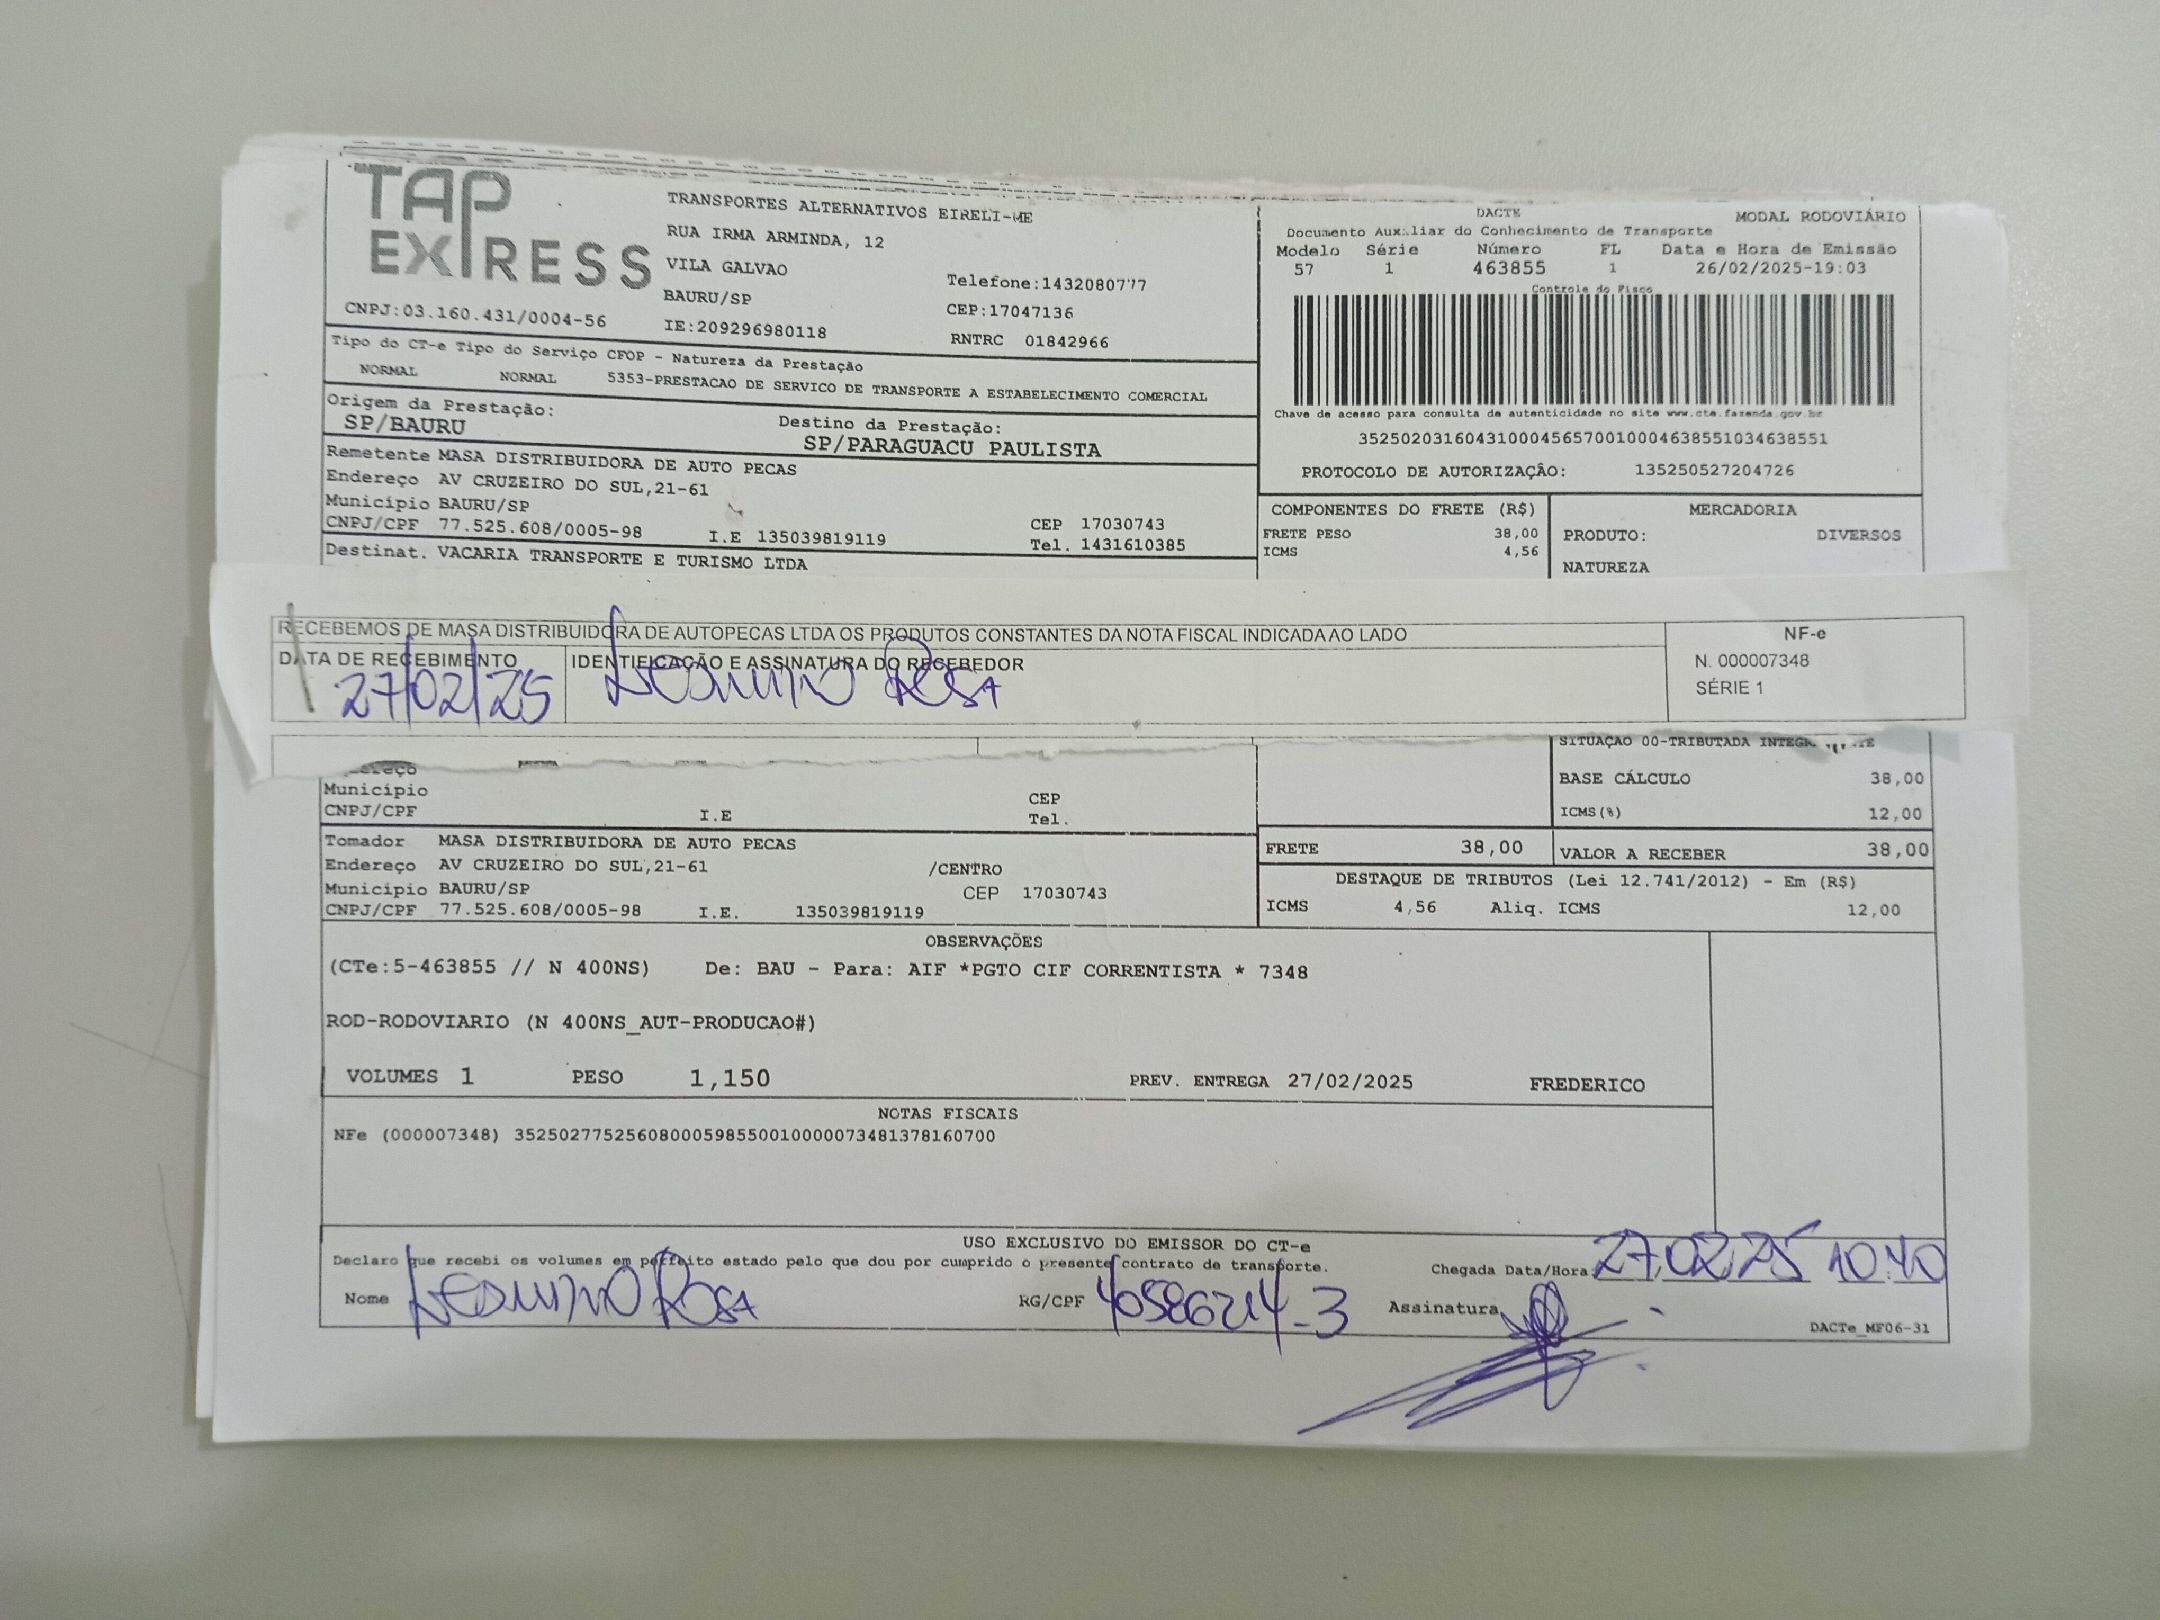 TAP EXPRESS
TRANSPORTES ALTERNATIVOS EIRELI-ME
RUA IRMA ARMINDA, 12
VILA GALVAO
BAURU/SP
IE:209296980118
Telefone:1432080777
CEP:17047136
RNTRC 01842966
CNPJ:03.160.431/0004-56
DACTE MODAL RODOVIÁRIO
Documento Auxiliar do Conhecimento de Transporte
Modelo Série Número FL Data e Hora de Emissão
57 1 463855 1 26/02/2025-19:03
Controle do Fisco
Chave de acesso para consulta de autenticidade no site www.cte.fazenda.gov.br
35250203160431000456570010004638551034638551
PROTOCOLO DE AUTORIZAÇÃO: 135250527204726
Tipo do CT-e Tipo do Serviço CFOP - Natureza da Prestação
NORMAL NORMAL 5353-PRESTACAO DE SERVICO DE TRANSPORTE A ESTABELECIMENTO COMERCIAL
Origem da Prestação: Destino da Prestação:
SP/BAURU SP/PARAGUACU PAULISTA
Remetente MASA DISTRIBUIDORA DE AUTO PECAS
Endereço AV CRUZEIRO DO SUL,21-61
Município BAURU/SP CEP 17030743
CNPJ/CPF 77.525.608/0005-98 I.E 135039819119 Tel. 1431610385
Destinat. VACARIA TRANSPORTE E TURISMO LTDA
COMPONENTES DO FRETE (R$)
FRETE PESO 38,00
ICMS 4,56
MERCADORIA
PRODUTO: DIVERSOS
NATUREZA
RECEBEMOS DE MASA DISTRIBUIDORA DE AUTOPECAS LTDA OS PRODUTOS CONSTANTES DA NOTA FISCAL INDICADA AO LADO
DATA DE RECEBIMENTO IDENTIFICAÇÃO E ASSINATURA DO RECEBEDOR
27/02/25 Rosa
NF-e
N. 000007348
SÉRIE 1
Município CEP
CNPJ/CPF I.E Tel.
SITUAÇÃO 00-TRIBUTADA
BASE CÁLCULO 38,00
ICMS(%) 12,00
Tomador MASA DISTRIBUIDORA DE AUTO PECAS
Endereço AV CRUZEIRO DO SUL,21-61 /CENTRO
Município BAURU/SP CEP 17030743
CNPJ/CPF 77.525.608/0005-98 I.E. 135039819119
FRETE 38,00 VALOR A RECEBER 38,00
DESTAQUE DE TRIBUTOS (Lei 12.741/2012) - Em (R$)
ICMS 4,56 Aliq. ICMS 12,00
OBSERVAÇÕES
(CTe:5-463855 // N 400NS) De: BAU - Para: AIF *PGTO CIF CORRENTISTA * 7348
ROD-RODOVIARIO (N 400NS_AUT-PRODUCAO#)
VOLUMES 1 PESO 1,150 PREV. ENTREGA 27/02/2025 FREDERICO
NOTAS FISCAIS
NFe (000007348) 35250277525608000598550010000073481378160700
USO EXCLUSIVO DO EMISSOR DO CT-e
Declaro que recebi os volumes em perfeito estado pelo que dou por cumprido o presente contrato de transporte. Chegada Data/Hora 27,02,25 10:40
Nome Rosa RG/CPF 40586214-3 Assinatura
DACTe_MF06-31